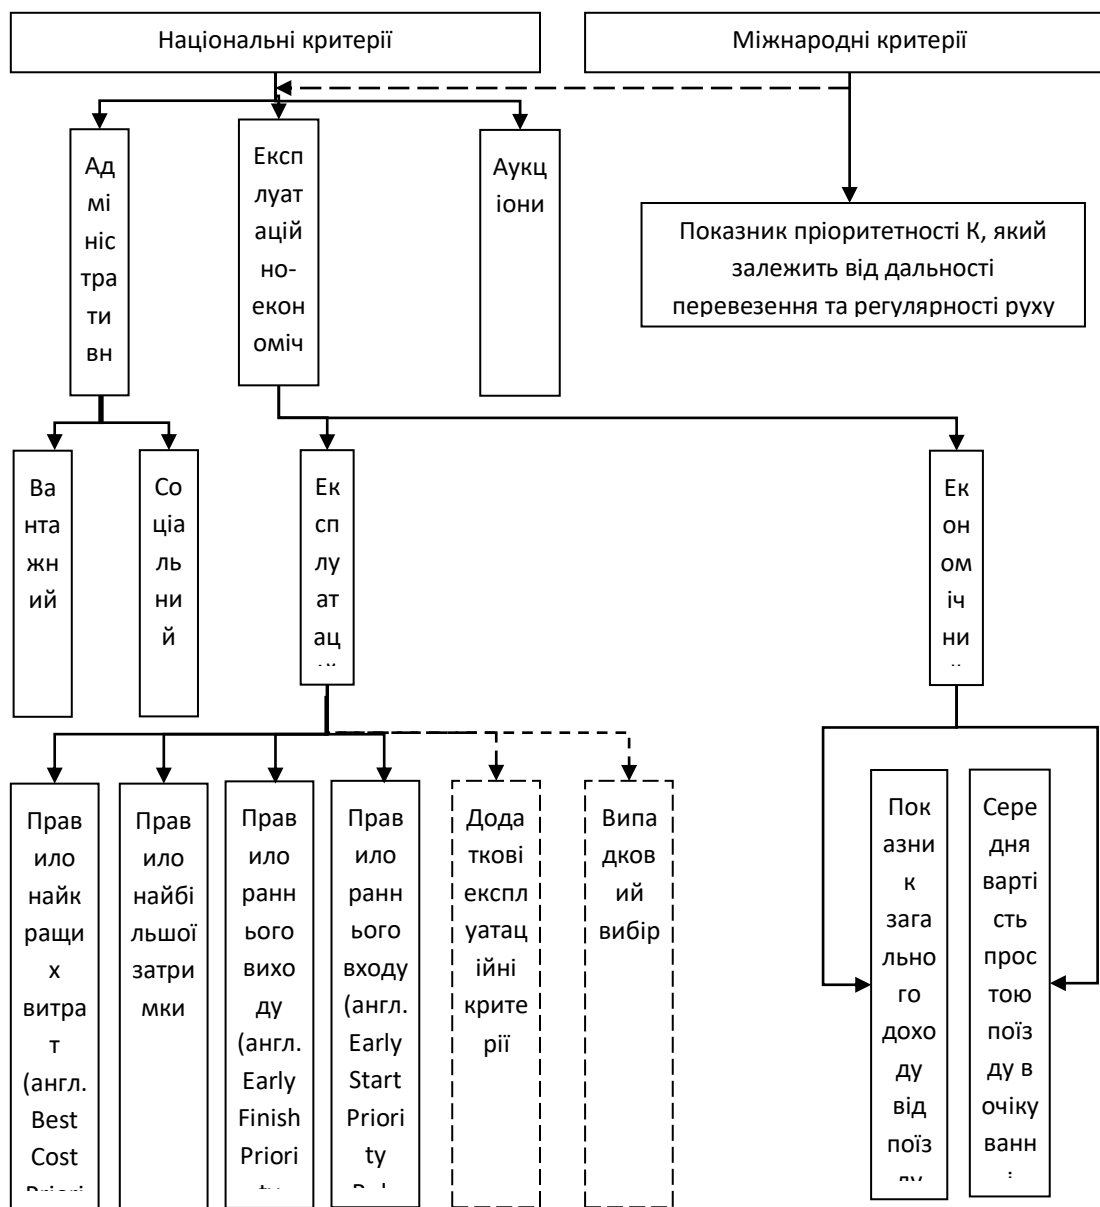 Національні критерії
Міжнародні критерії
Ад
мі
ніс
тра
ти
вн
Експ
луат
ацій
но-
екон
оміч
Аукц
іони
Показник пріоритетності К, який
залежить від дальності
перевезення та регулярності руху
Ва
нта
жн
ий
Со
ціа
ль
ни
й
Ек
сп
лу
ат
ац
Ек
он
ом
іч
ни
Прав
ило
найк
ращи
х
витра
т
(англ.
Best
Cost
Priori
Прав
ило
найбі
льшої
затри
мки
Прав
ило
ранн
ього
вихо
ду
(англ.
Early
Finish
Priori
Прав
ило
ранн
ього
входу
(англ.
Early
Start
Priori
ty
Дода
ткові
експл
уатац
ійні
крите
рії
Випа
дков
ий
вибір
Пок
азни
к
зага
льно
го
дохо
ду
від
поїз
Сере
дня
варті
сть
прос
тою
поїз
ду в
очіку
ванн